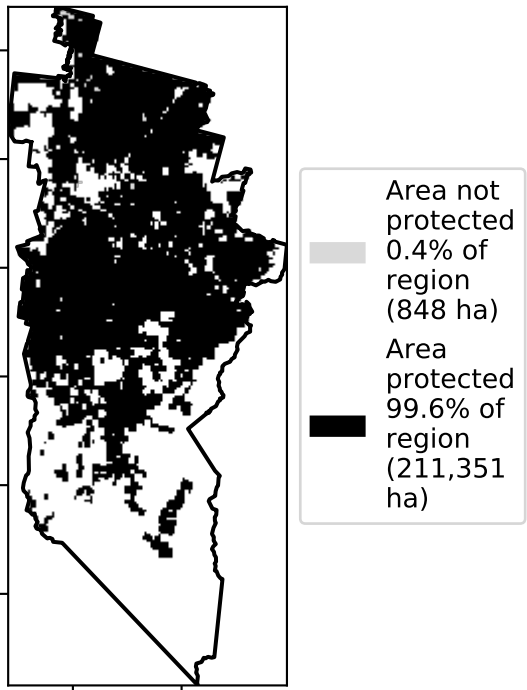 Area not
protected
0.4% of
region
(848 ha)
Area
protected
99.6% of
region
(211,351
ha)